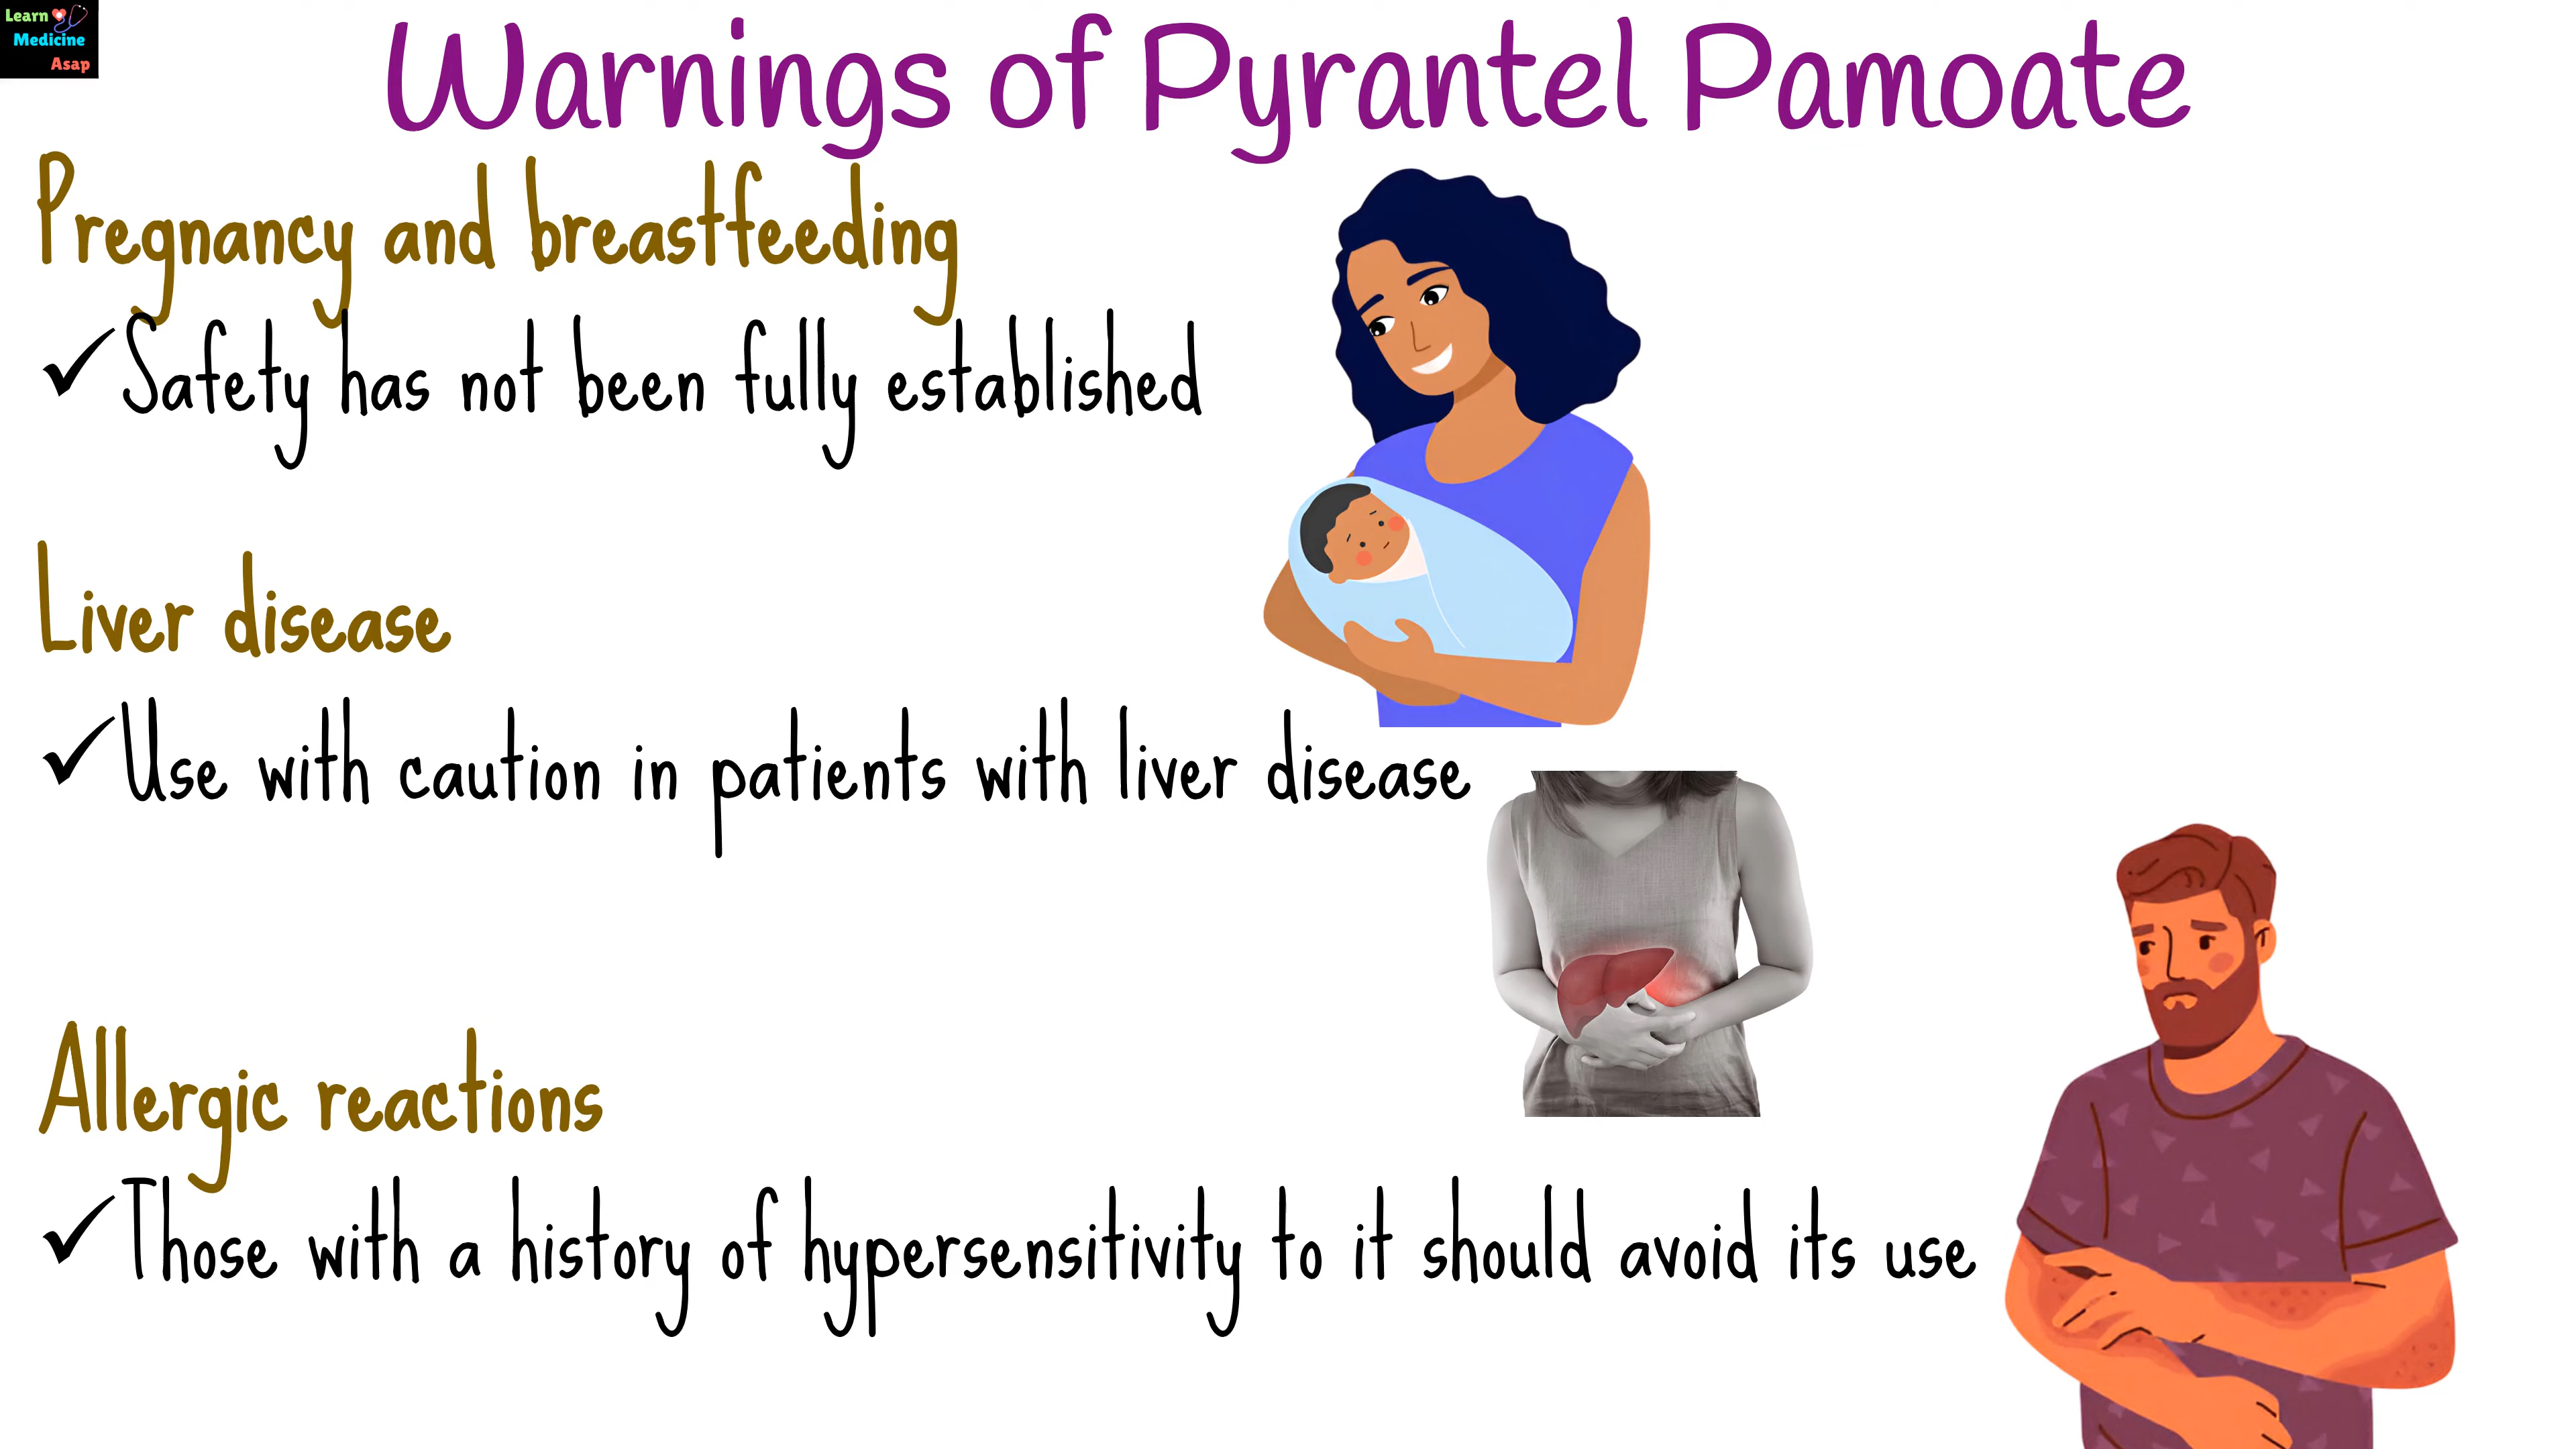 Learn
Medicine
Asap
Warnings of Pyrantel Pamoate
Pregnancy and breastfeeding
✓Safety has not been fully established
Liver disease
✓Use with caution in patients with liver disease
Allergic reactions
✓Those with a history of hypersensitivity to it should avoid its use